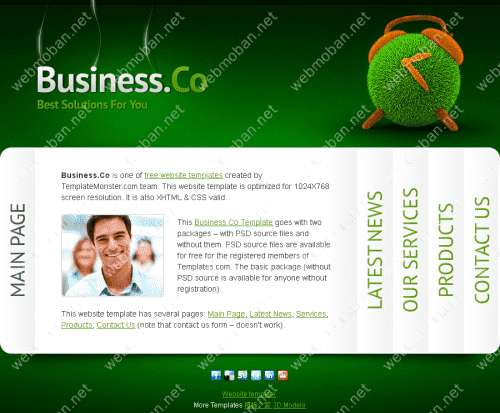 Business.Co
Best Solutions For You
MAIN PAGE
Business.Co is one of free website templates created by
TemplateMonster.com team. This website template is optimized for 1024X768
screen resolution. It is also XHTML & CSS valid.
This Business.Co Template goes with two
packages – with PSD source files and
without them. PSD source files are available
for free for the registered members of
Templates.com. The basic package (without
PSD source is available for anyone without
registration).
This website template has several pages: Main Page, Latest News, Services,
Products, Contact Us (note that contact us form – doesn't work).
LATEST NEWS
OUR SERVICES
PRODUCTS
CONTACT US
Website template
More Templates 3D Models
webmoban.net